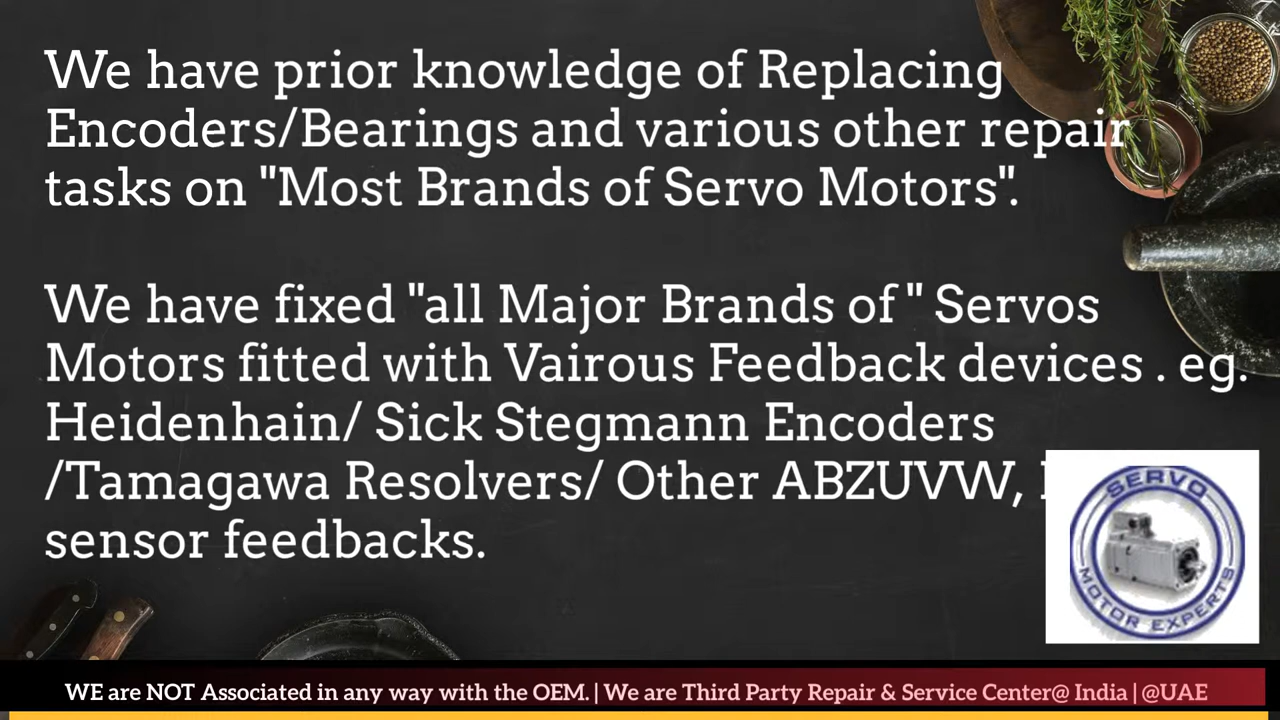 We have prior knowledge of Replacing
Encoders/Bearings and various other repair
tasks on "Most Brands of Servo Motors".
We have fixed "all Major Brands of " Servos
Motors fitted with Vairous Feedback devices . eg.
Heidenhain/ Sick Stegmann Encoders
/Tamagawa Resolvers/ Other ABZUVW,
sensor feedbacks.
SERVO
MOTOR EXPERTS
WE are NOT Associated in any way with the OEM. | We are Third Party Repair & Service Center@ India | @UAE